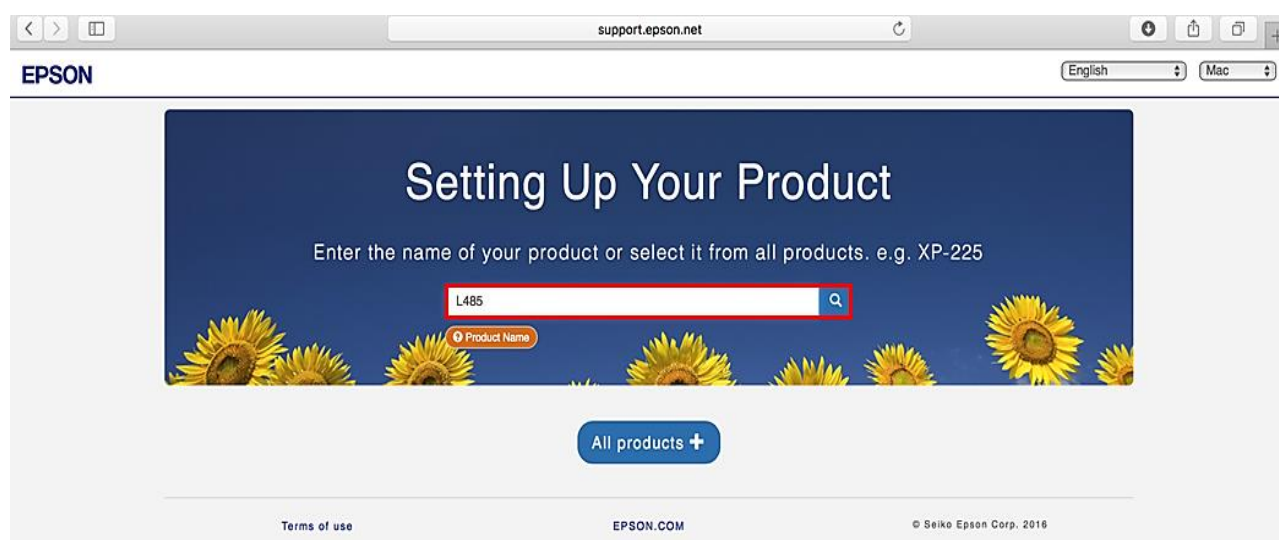 support.epson.net
EPSON
English
Mac
Setting Up Your Product
Enter the name of your product or select it from all products. e.g. XP-225
L485
Product Name
All products
Terms of use
EPSON.COM
© Seiko Epson Corp. 2016